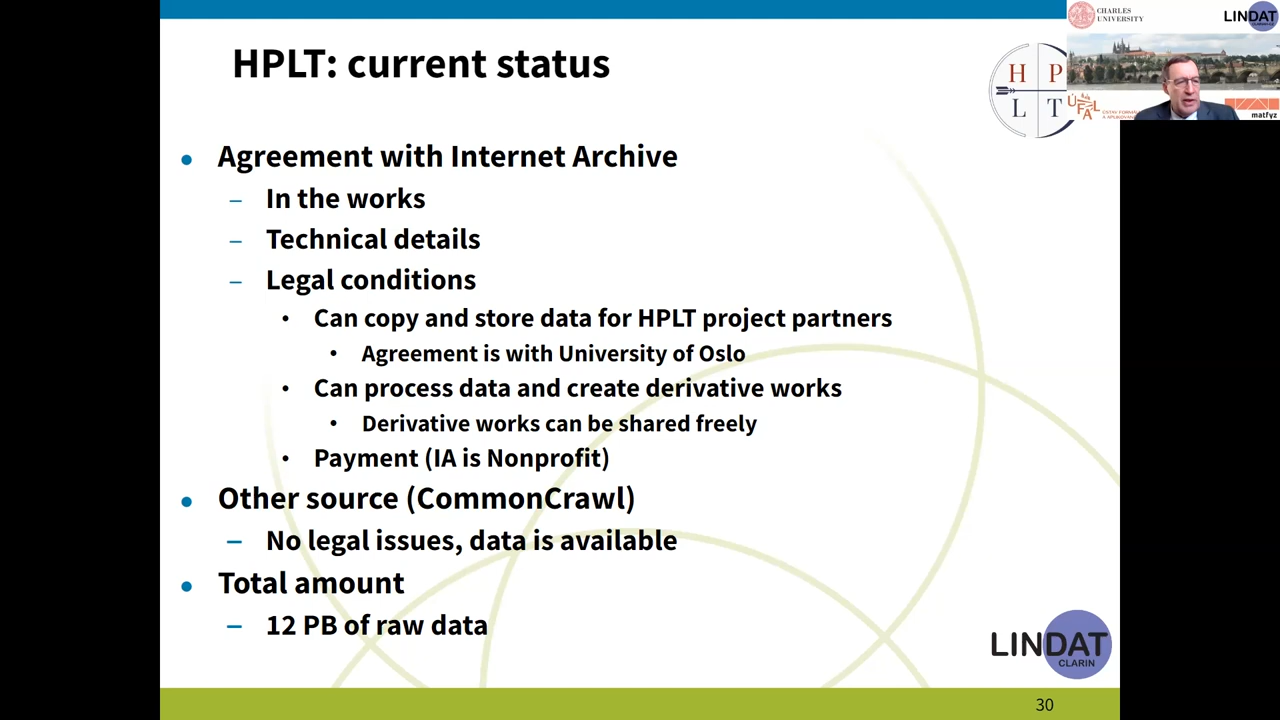 HPLT: current status
H P
L T
CHARLES
UNIVERSITY
LINDAT
ÚFAL
matfyz
Agreement with Internet Archive
– In the works
– Technical details
– Legal conditions
• Can copy and store data for HPLT project partners
• Agreement is with University of Oslo
• Can process data and create derivative works
• Derivative works can be shared freely
• Payment (IA is Nonprofit)
• Other source (CommonCrawl)
– No legal issues, data is available
• Total amount
– 12 PB of raw data
LINDAT
CLARIN
30